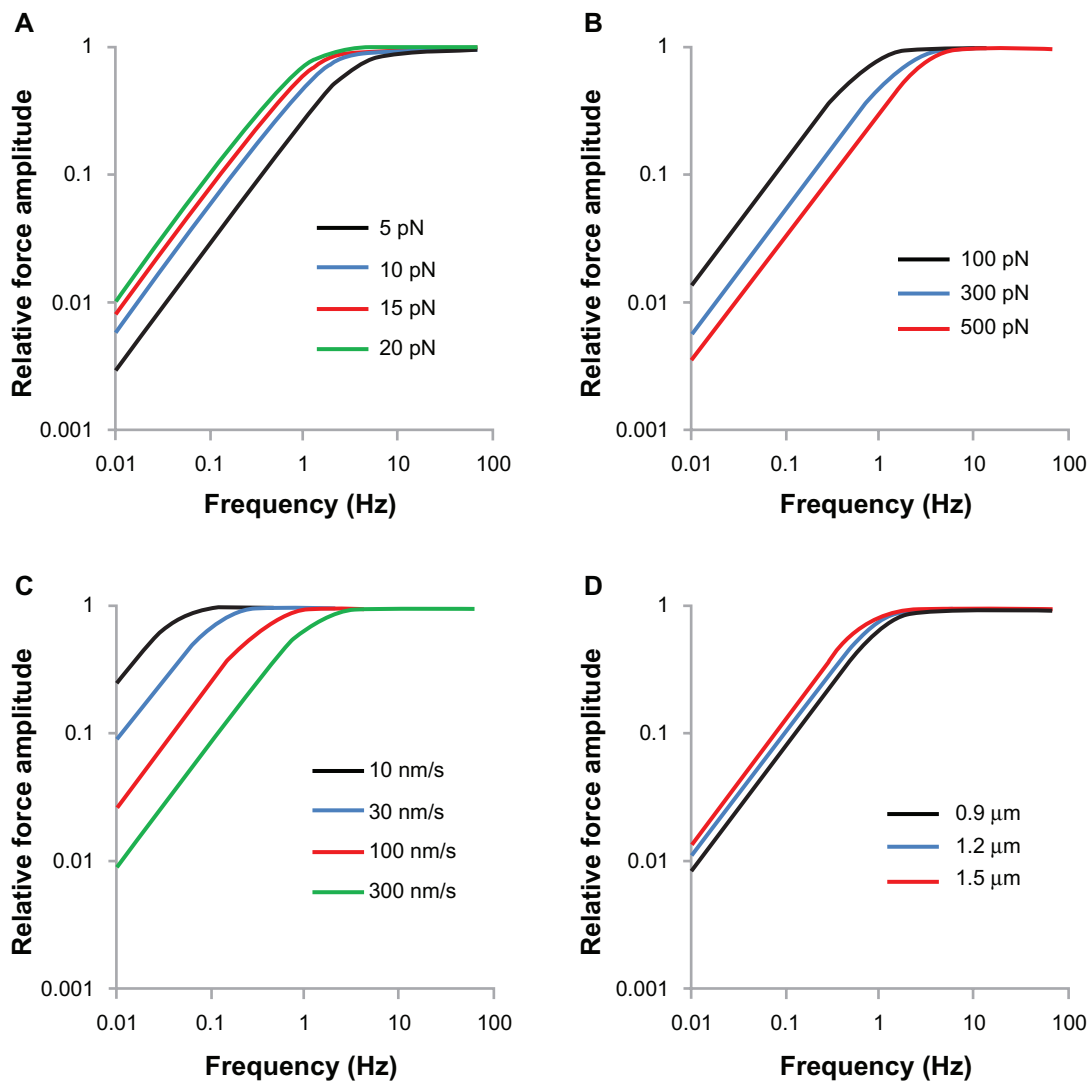 A
Relative force amplitude
1
0.1
0.01
0.001
5 pN
10 pN
15 pN
20 pN
0.01 0.1 1 10 100
Frequency (Hz)
B
Relative force amplitude
1
0.1
0.01
0.001
100 pN
300 pN
500 pN
0.01 0.1 1 10 100
Frequency (Hz)
C
Relative force amplitude
1
0.1
0.01
0.001
10 nm/s
30 nm/s
100 nm/s
300 nm/s
0.01 0.1 1 10 100
Frequency (Hz)
D
Relative force amplitude
1
0.1
0.01
0.001
0.9 μm
1.2 μm
1.5 μm
0.01 0.1 1 10 100
Frequency (Hz)